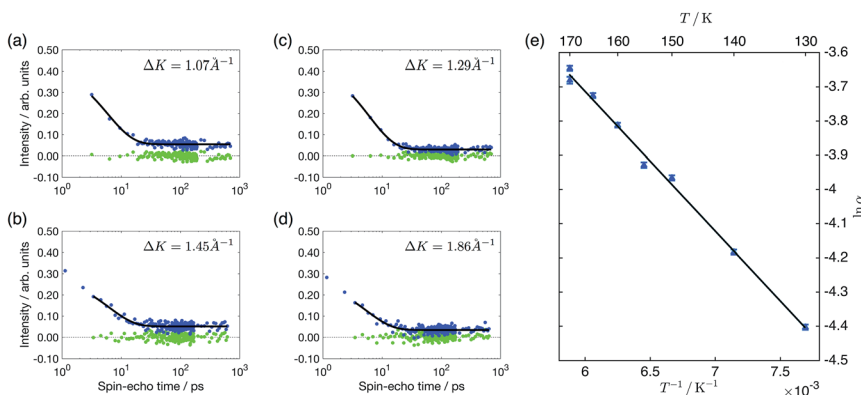 (a)
ΔK = 1.07Å⁻¹
Intensity / arb. units
0.50
0.40
0.30
0.20
0.10
0.00
-0.10
10⁰ 10¹ 10² 10³
(c)
ΔK = 1.29Å⁻¹
0.50
0.40
0.30
0.20
0.10
0.00
-0.10
10⁰ 10¹ 10² 10³
(b)
ΔK = 1.45Å⁻¹
Intensity / arb. units
0.50
0.40
0.30
0.20
0.10
0.00
-0.10
10⁰ 10¹ 10² 10³
Spin-echo time / ps
(d)
ΔK = 1.86Å⁻¹
0.50
0.40
0.30
0.20
0.10
0.00
0.10
10⁰ 10¹ 10² 10³
Spin-echo time / ps
(e)
T / K
170 160 150 140 130
-3.6
-3.7
-3.8
-3.9
-4
-4.1
-4.2
-4.3
-4.4
-4.5
ln α
6 6.5 7 7.5
T⁻¹ / K⁻¹
×10⁻³